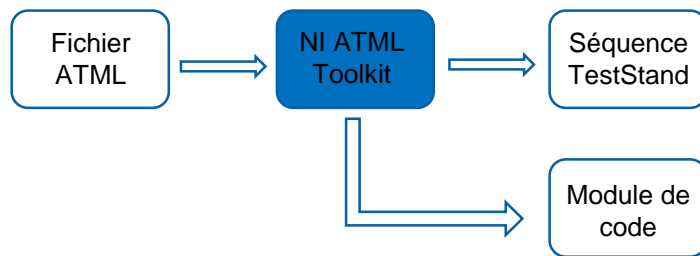 Fichier
ATML
NI ATML
Toolkit
Séquence
TestStand
Module de
code